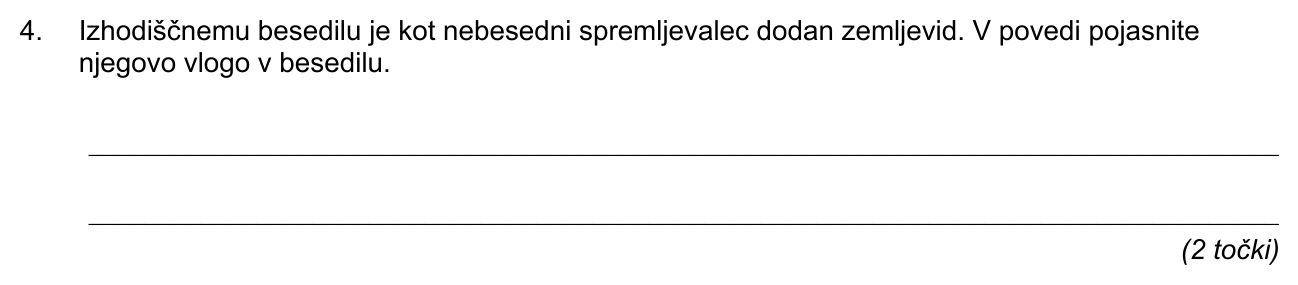 4. Izhodiščnemu besedilu je kot nebesedni spremljevalec dodan zemljevid. V povedi pojasnite
njegovo vlogo v besedilu.
(2 točki)